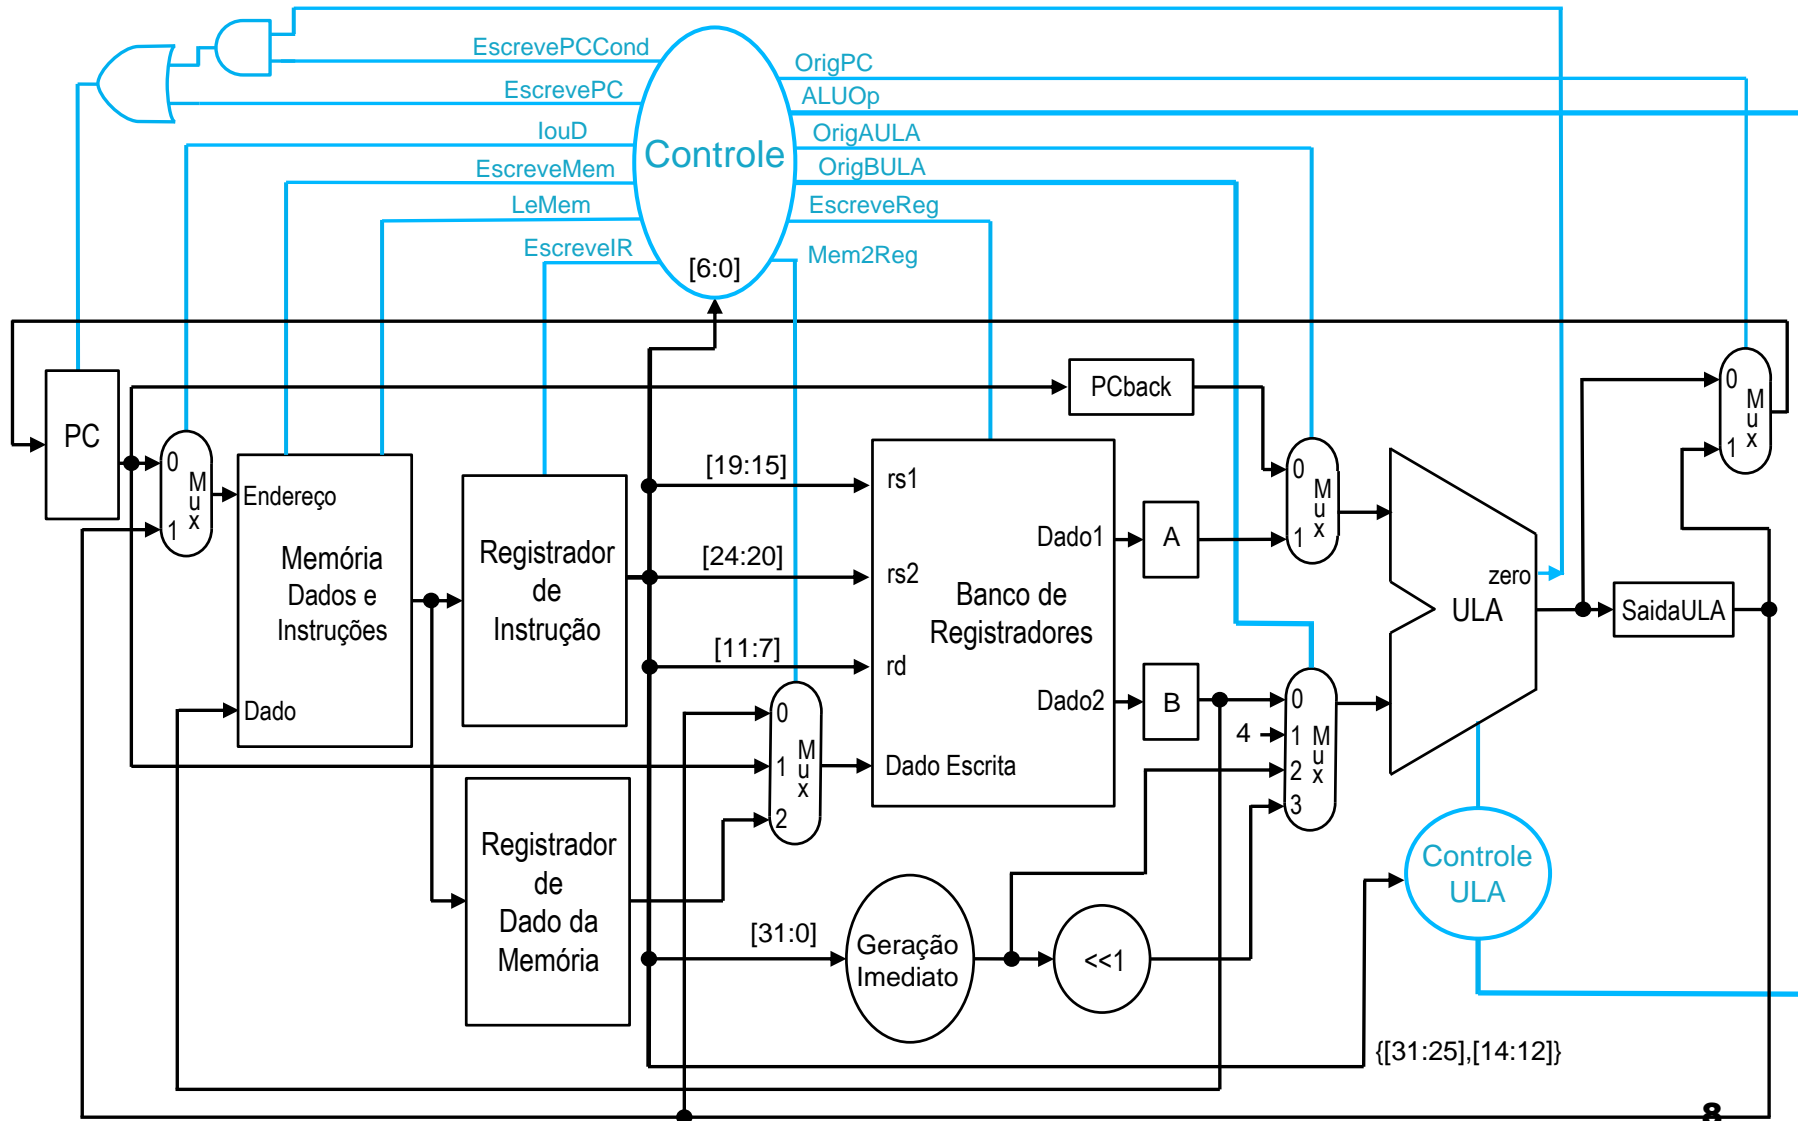 EscrevePCCond
EscrevePC
IouD
EscreveMem
LeMem
EscreveIR
Controle
[6:0]
OrigPC
ALUOp
OrigAULA
OrigBULA
EscreveReg
Mem2Reg
PC
0
1
M
u
x
Endereço
Memória
Dados e
Instruções
Dado
Registrador
de
Instrução
Registrador
de
Dado da
Memória
[19:15]
[24:20]
[11:7]
[31:0]
0
1
2
M
u
x
PCback
rs1
rs2
rd
Dado Escrita
Banco de
Registradores
Dado1
Dado2
A
B
Geração
Imediato
<<1
0
1
M
u
x
4
0
1
2
3
M
u
x
zero
ULA
SaidaULA
0
1
M
u
x
Controle
ULA
{[31:25],[14:12]}
8